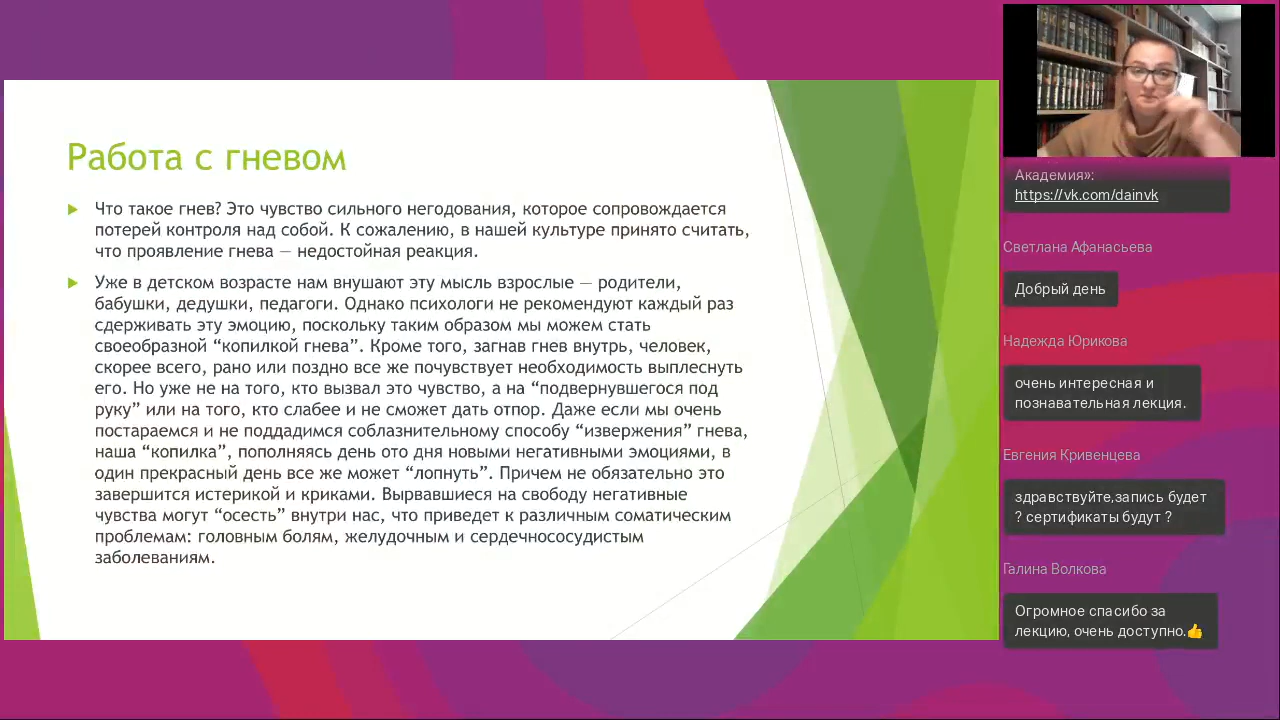 Работа с гневом
Что такое гнев? Это чувство сильного негодования, которое сопровождается
потерей контроля над собой. К сожалению, в нашей культуре принято считать,
что проявление гнева — недостойная реакция.
Уже в детском возрасте нам внушают эту мысль взрослые — родители,
бабушки, дедушки, педагоги. Однако психологи не рекомендуют каждый раз
сдерживать эту эмоцию, поскольку таким образом мы можем стать
своеобразной “копилкой гнева”. Кроме того, загнав гнев внутрь, человек,
скорее всего, рано или поздно все же почувствует необходимость выплеснуть
его. Но уже не на того, кто вызвал это чувство, а на “подвернувшегося под
руку” или на того, кто слабее и не сможет дать отпор. Даже если мы очень
постараемся и не поддадимся соблазнительному способу “извержения” гнева,
наша “копилка”, пополняясь день ото дня новыми негативными эмоциями, в
один прекрасный день все же может “лопнуть”. Причем не обязательно это
завершится истерикой и криками. Вырвавшиеся на свободу негативные
чувства могут “осесть” внутри нас, что приведет к различным соматическим
проблемам: головным болям, желудочным и сердечнососудистым
заболеваниям.
Академия»:
https://vk.com/dainvk
Светлана Афанасьева
Добрый день
Надежда Юрикова
очень интересная и
познавательная лекция.
Евгения Кривенцева
здравствуйте,запись будет
? сертификаты будут ?
Галина Волкова
Огромное спасибо за
лекцию, очень доступно.👍